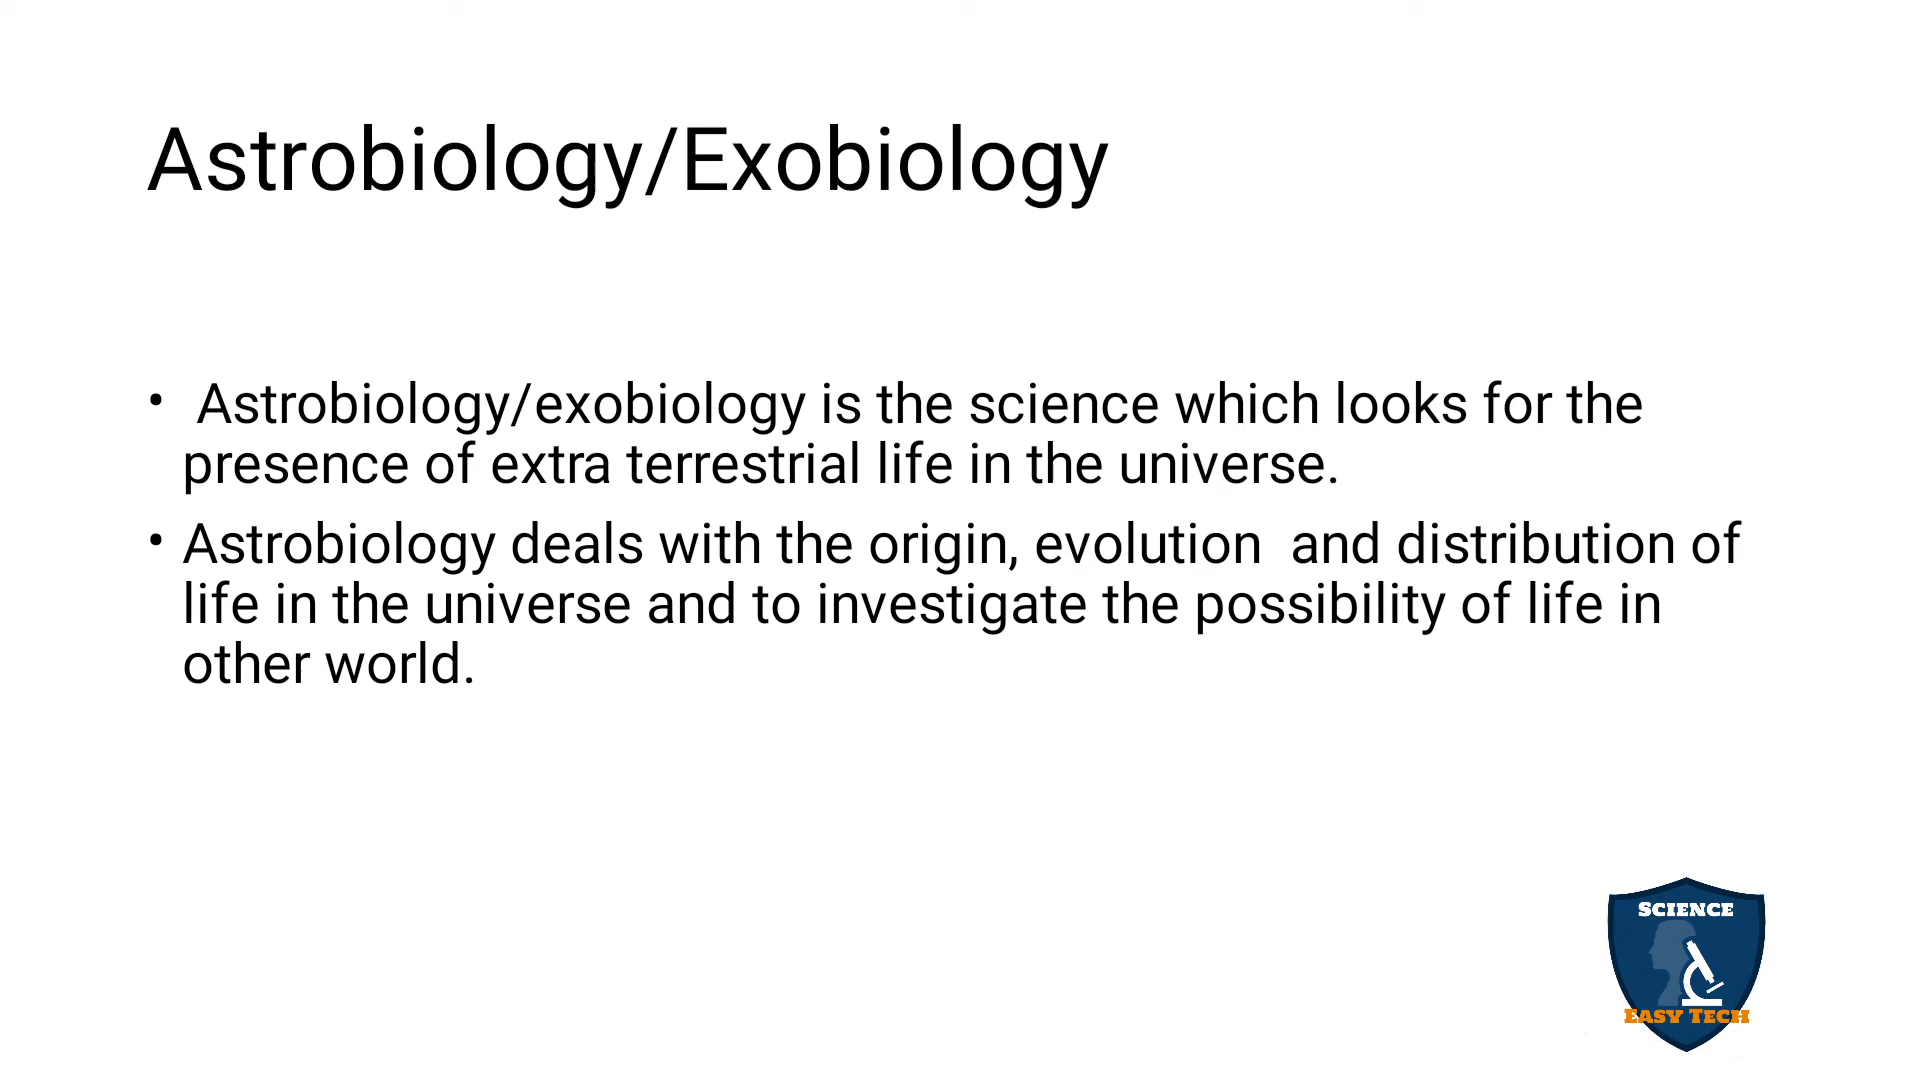 Astrobiology/Exobiology
• Astrobiology/exobiology is the science which looks for the
presence of extra terrestrial life in the universe.
• Astrobiology deals with the origin, evolution  and distribution of
life in the universe and to investigate the possibility of life in
other world.
SCIENCE
EASY TECH